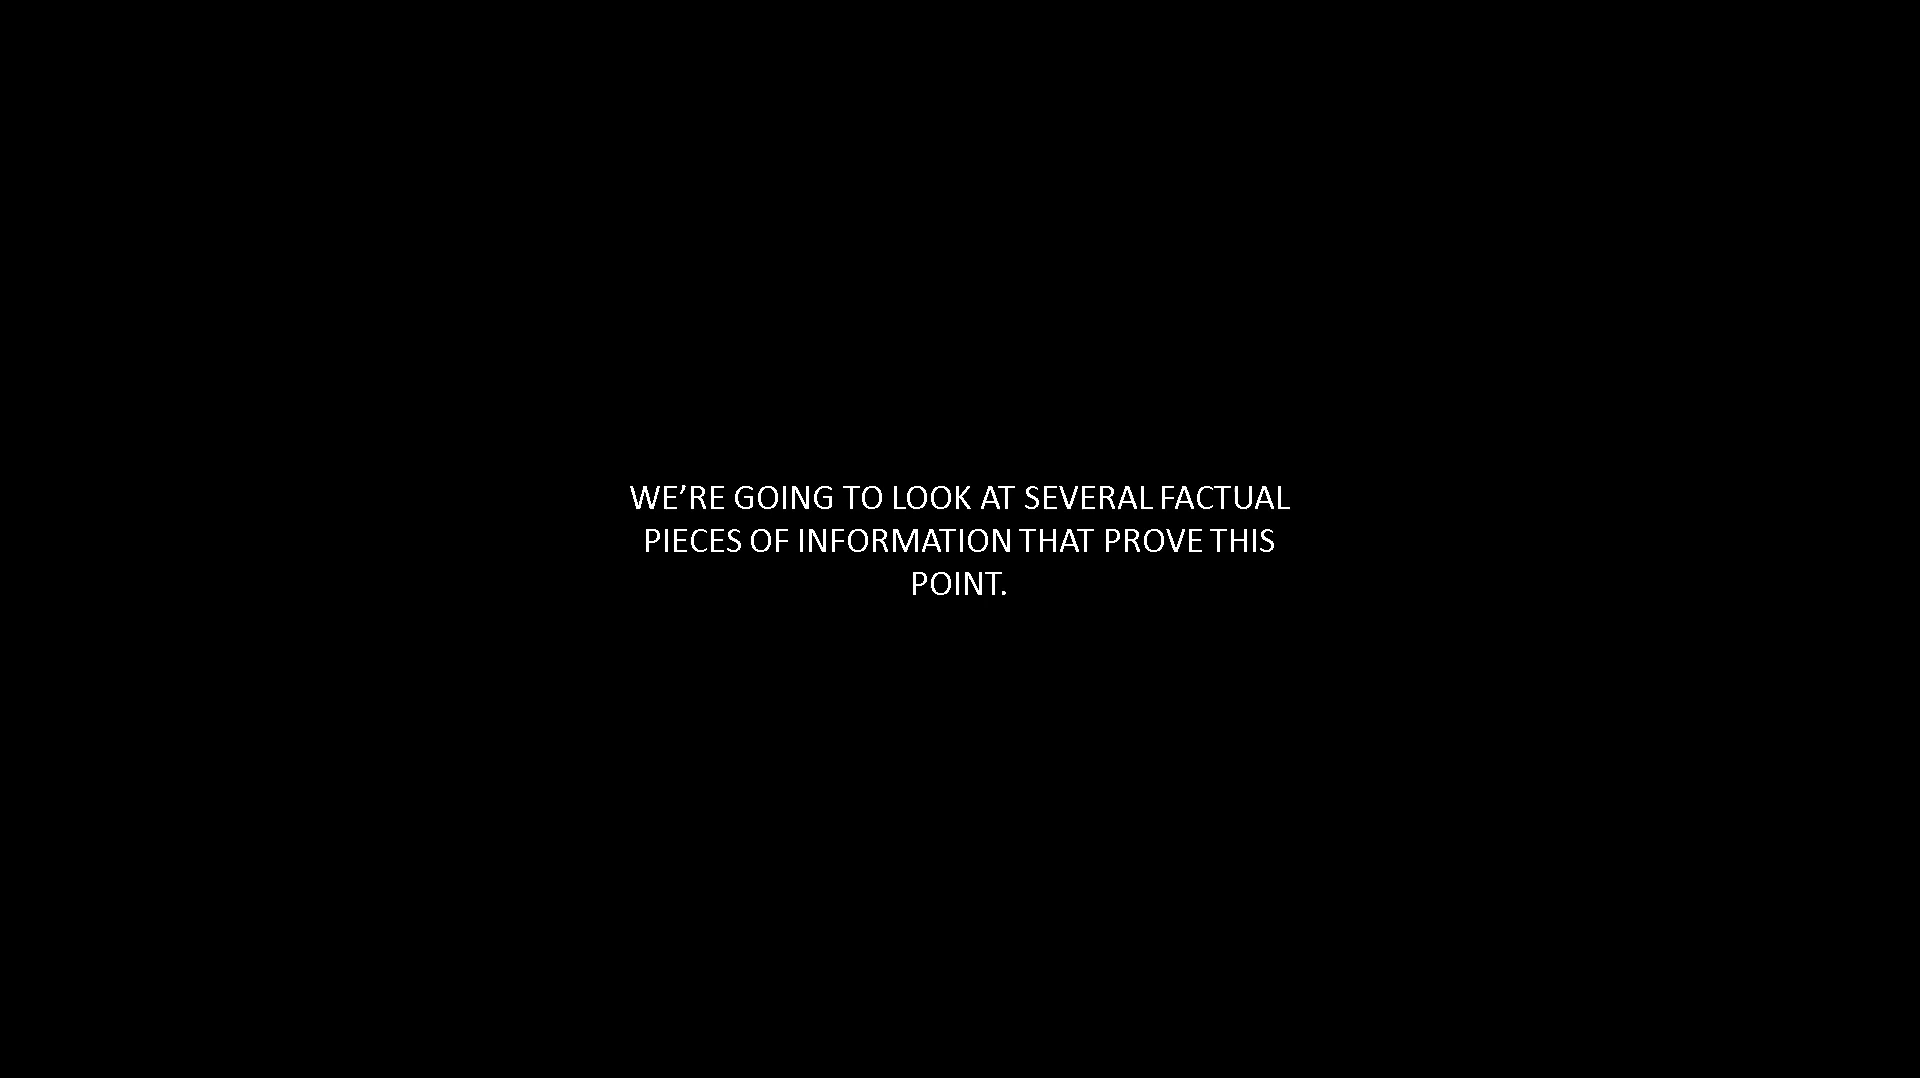 WE’RE GOING TO LOOK AT SEVERAL FACTUAL
PIECES OF INFORMATION THAT PROVE THIS
POINT.